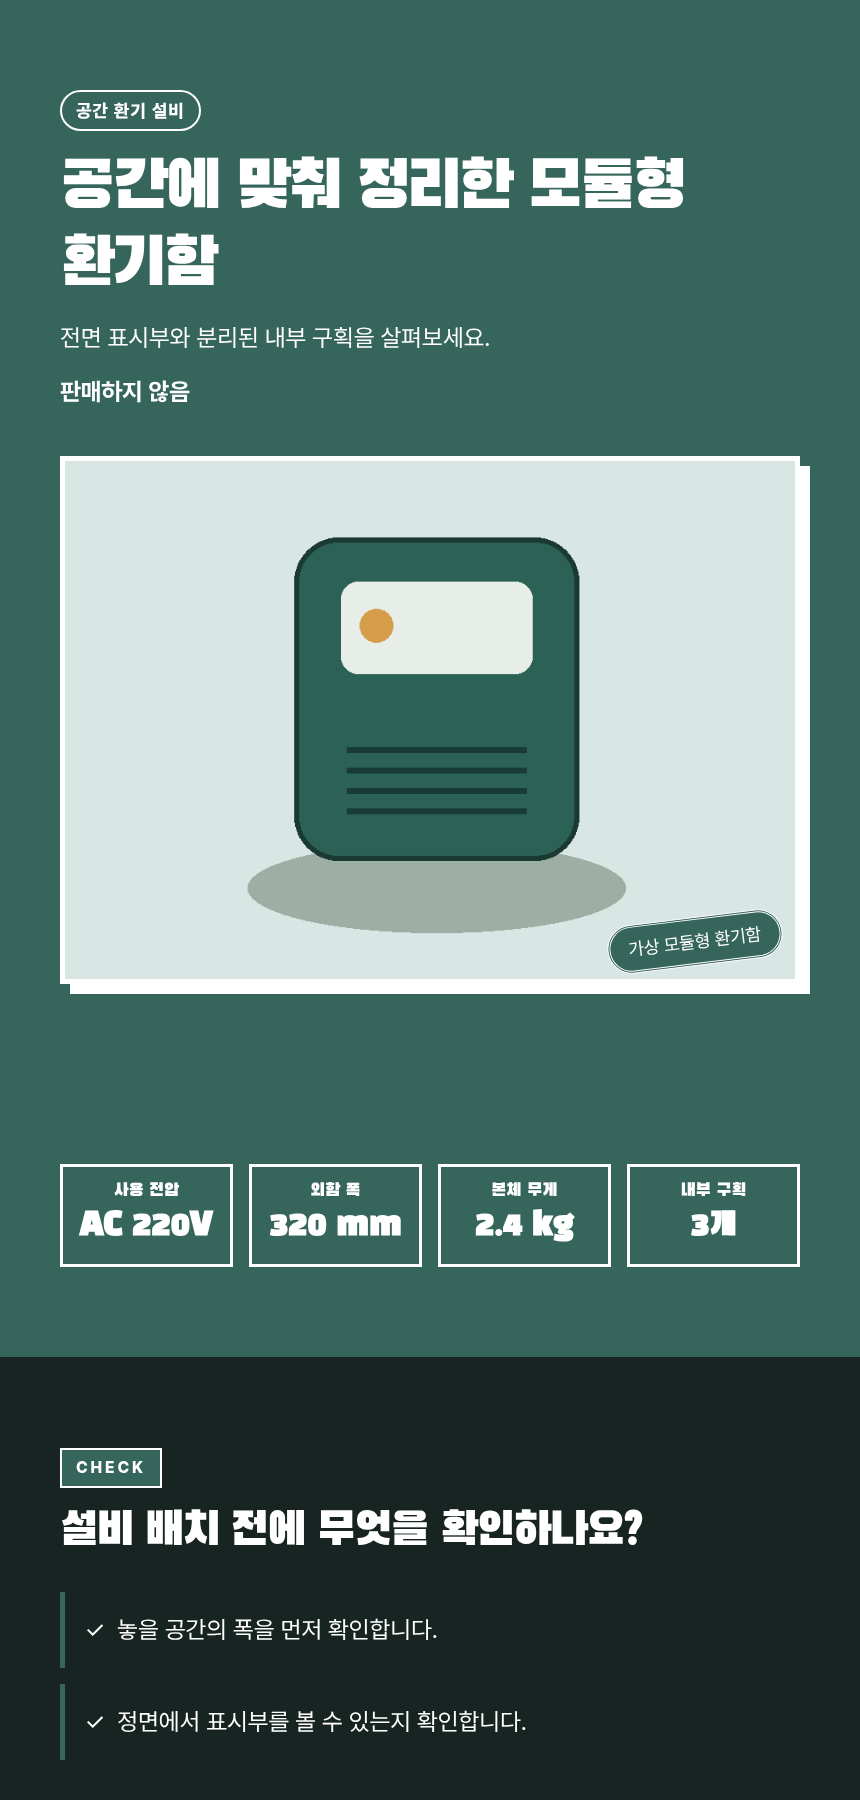 공간 환기 설비
공간에 맞춰 정리한 모듈형
환기함
전면 표시부와 분리된 내부 구획을 살펴보세요.
판매하지 않음
가상 모듈형 환기함
사용 전압
AC 220V
외함 폭
320 mm
본체 무게
2.4 kg
내부 구획
3개
CHECK
설비 배치 전에 무엇을 확인하나요?
✓ 놓을 공간의 폭을 먼저 확인합니다.
✓ 정면에서 표시부를 볼 수 있는지 확인합니다.